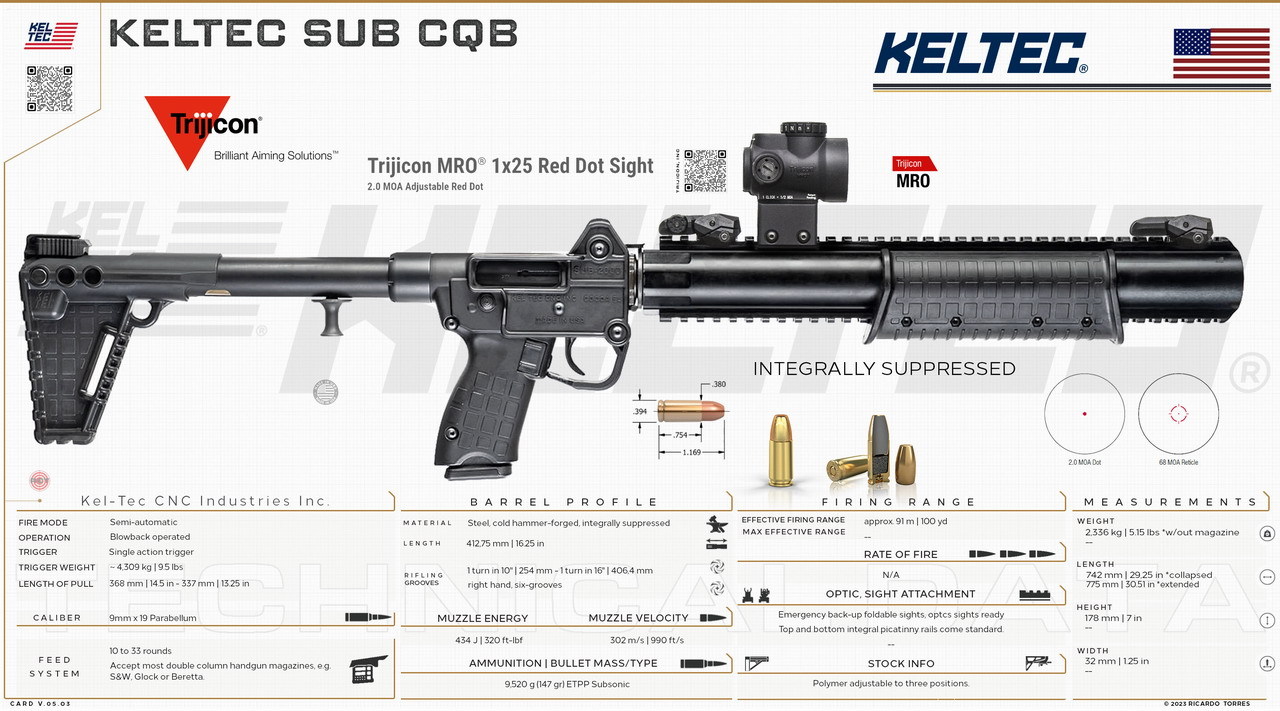 KEL
TEC
KELTEC SUB CQB
KELTEC®
Trijicon®
Brilliant Aiming Solutions™
Trijicon MRO® 1x25 Red Dot Sight
2.0 MOA Adjustable Red Dot
TRIJICON, INC
Trijicon
MRO
KEL
KELTEC®
INTEGRALLY SUPPRESSED
.380
.394
.754
1.169
2.0 MOA Dot
68 MOA Reticle
Kel-Tec CNC Industries Inc.
FIRE MODE Semi-automatic
OPERATION Blowback operated
TRIGGER Single action trigger
TRIGGER WEIGHT ~ 4,309 kg | 9.5 lbs
LENGTH OF PULL 368 mm | 14.5 in - 337 mm | 13.25 in
CALIBER 9mm x 19 Parabellum
FEED SYSTEM
10 to 33 rounds
Accept most double column handgun magazines, e.g.
S&W, Glock or Beretta.
BARREL PROFILE
MATERIAL Steel, cold hammer-forged, integrally suppressed
LENGTH 412,75 mm | 16.25 in
RIFLING GROOVES
1 turn in 10" | 254 mm - 1 turn in 16" | 406,4 mm
right hand, six-grooves
MUZZLE ENERGY MUZZLE VELOCITY
434 J | 320 ft-lbf 302 m/s | 990 ft/s
AMMUNITION | BULLET MASS/TYPE
9,520 g (147 gr) ETPP Subsonic
FIRING RANGE
EFFECTIVE FIRING RANGE approx. 91 m | 100 yd
MAX EFFECTIVE RANGE --
RATE OF FIRE
N/A
OPTIC, SIGHT ATTACHMENT
Emergency back-up foldable sights, optcs sights ready
Top and bottom integral picatinny rails come standard.
--
STOCK INFO
Polymer adjustable to three positions.
MEASUREMENTS
WEIGHT
2,336 kg | 5.15 lbs *w/out magazine
--
LENGTH
742 mm | 29,25 in *collapsed
775 mm | 30.51 in *extended
HEIGHT
178 mm | 7 in
--
WIDTH
32 mm | 1.25 in
--
TECHNICAL DATA
CARD V.05.03
© 2023 RICARDO TORRES